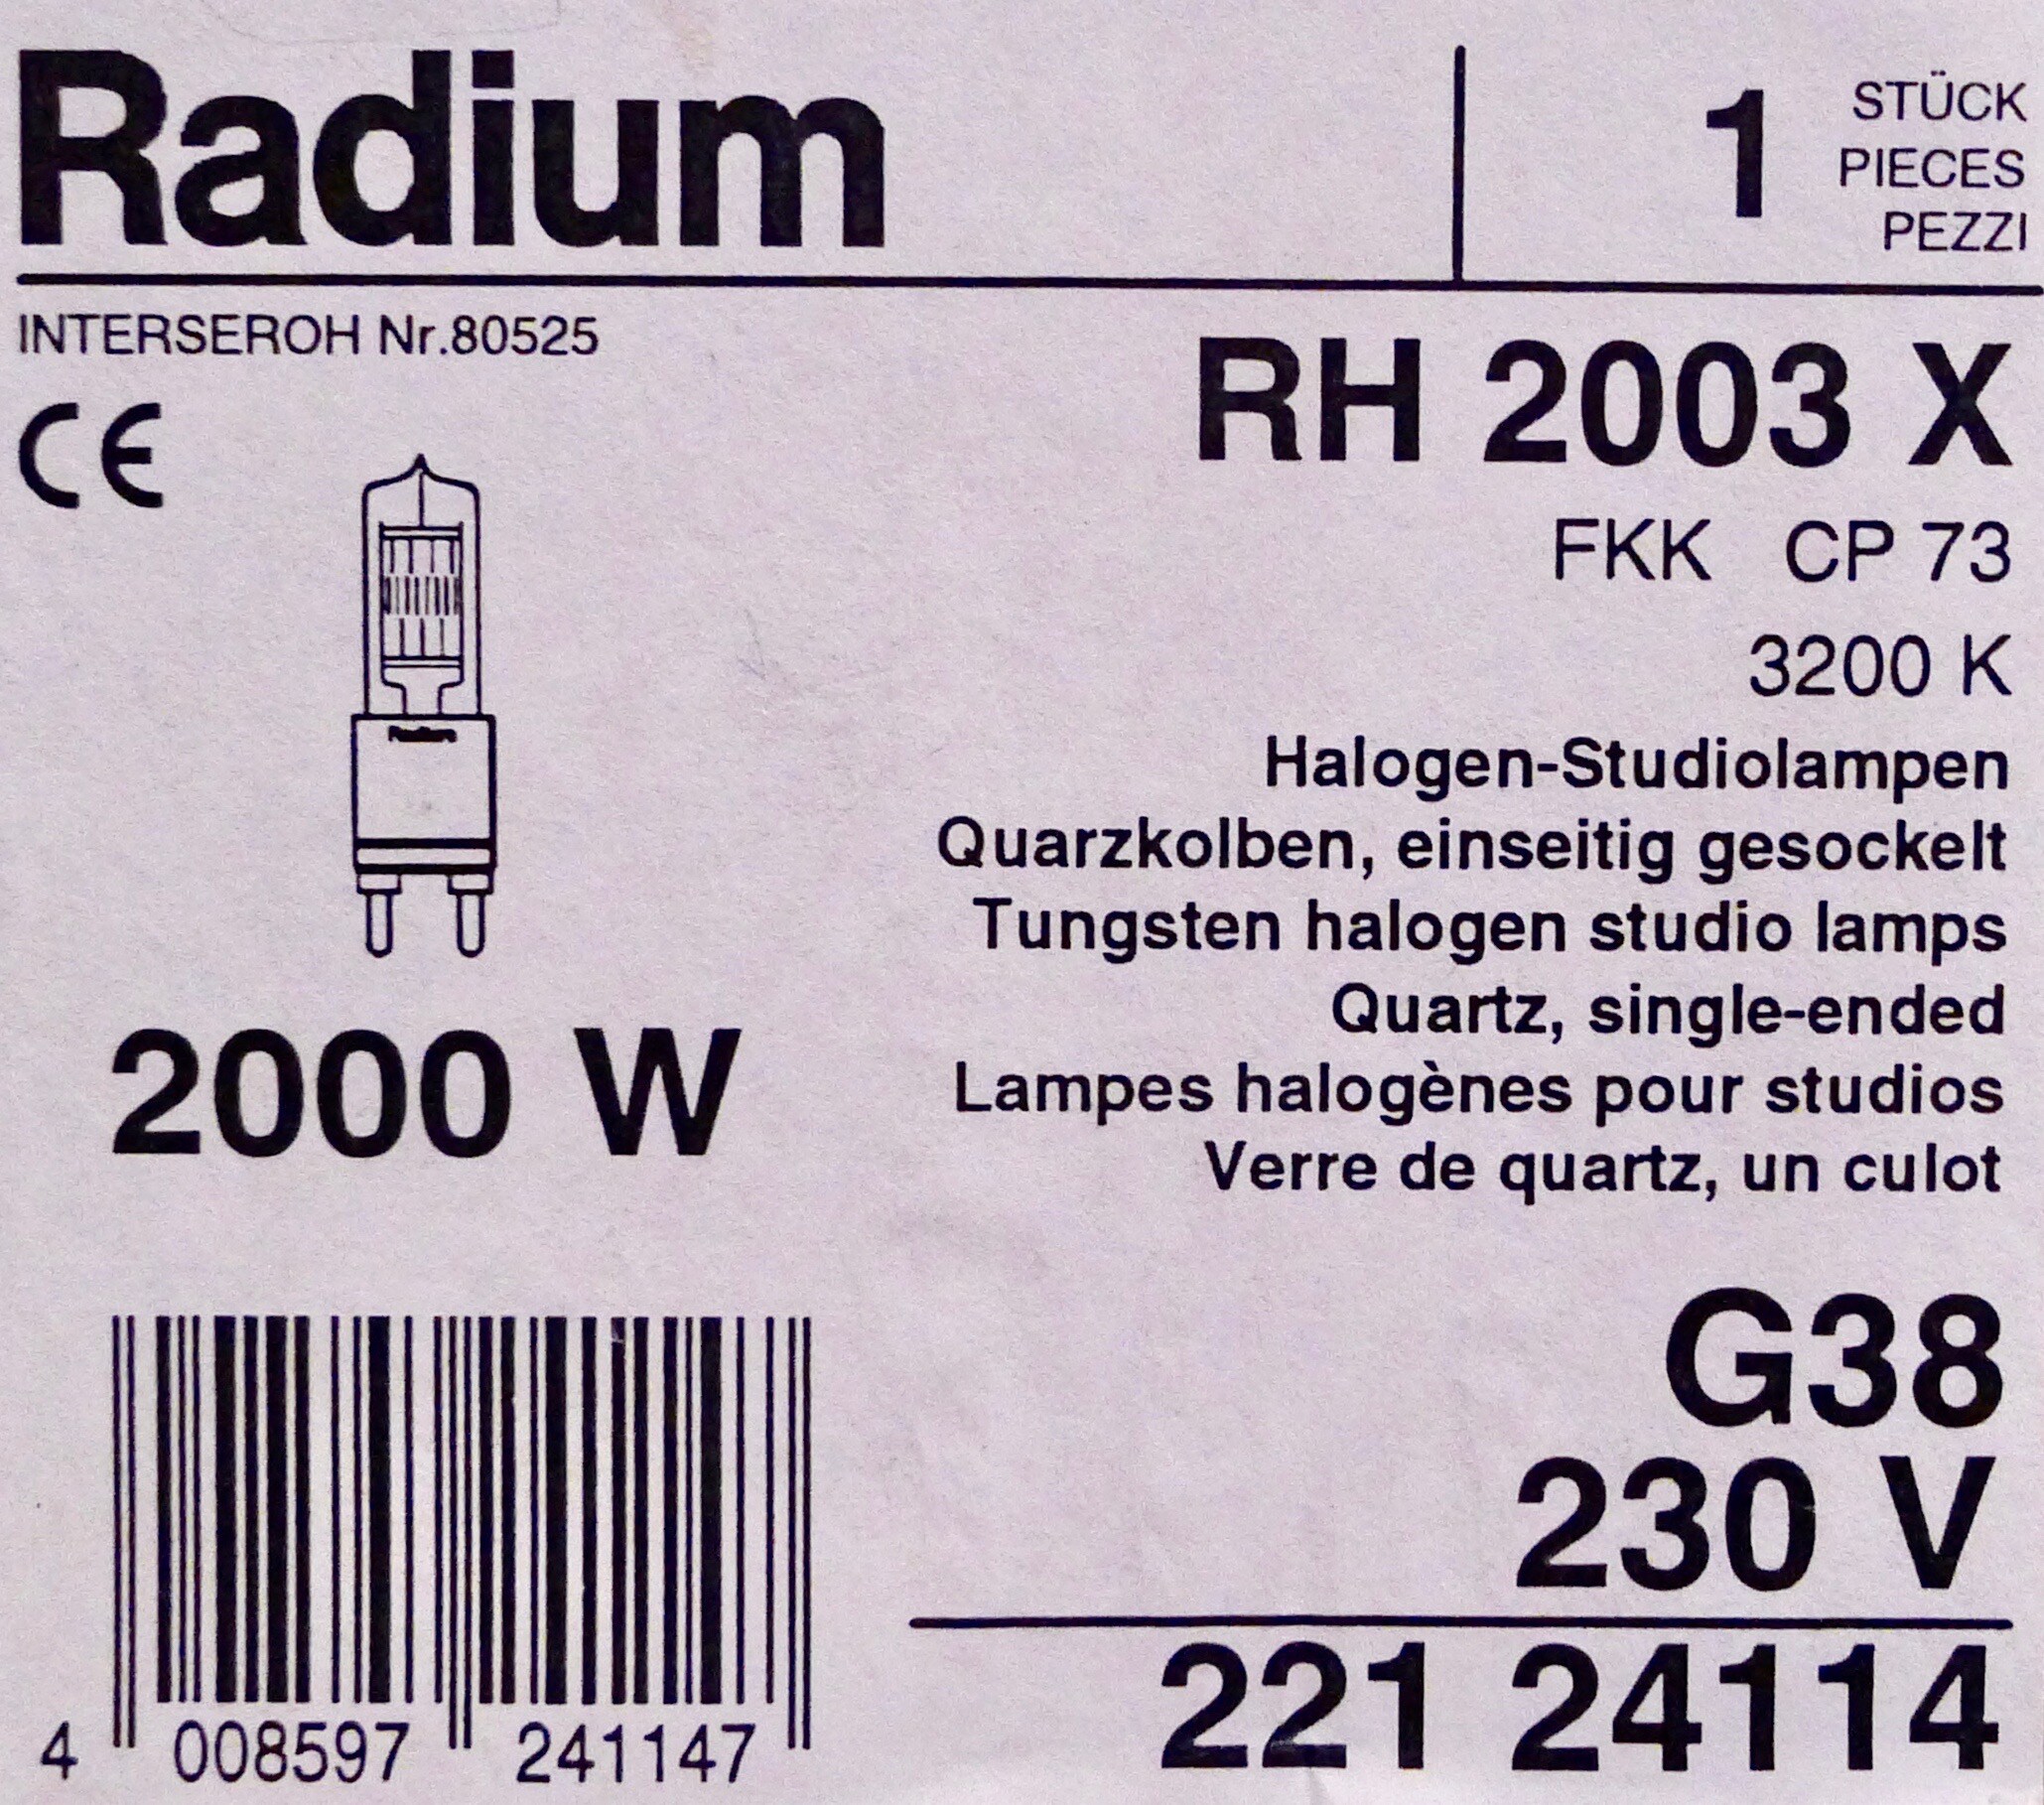 Radium
1
STÜCK
PIECES
PEZZI
INTERSEROH Nr.80525
CE
RH 2003 X
FKK CP 73
3200 K
Halogen-Studiolampen
Quarzkolben, einseitig gesockelt
Tungsten halogen studio lamps
Quartz, single-ended
Lampes halogènes pour studios
Verre de quartz, un culot
Radium
2000 W
G38
230 V
221 24114
4 008597 241147